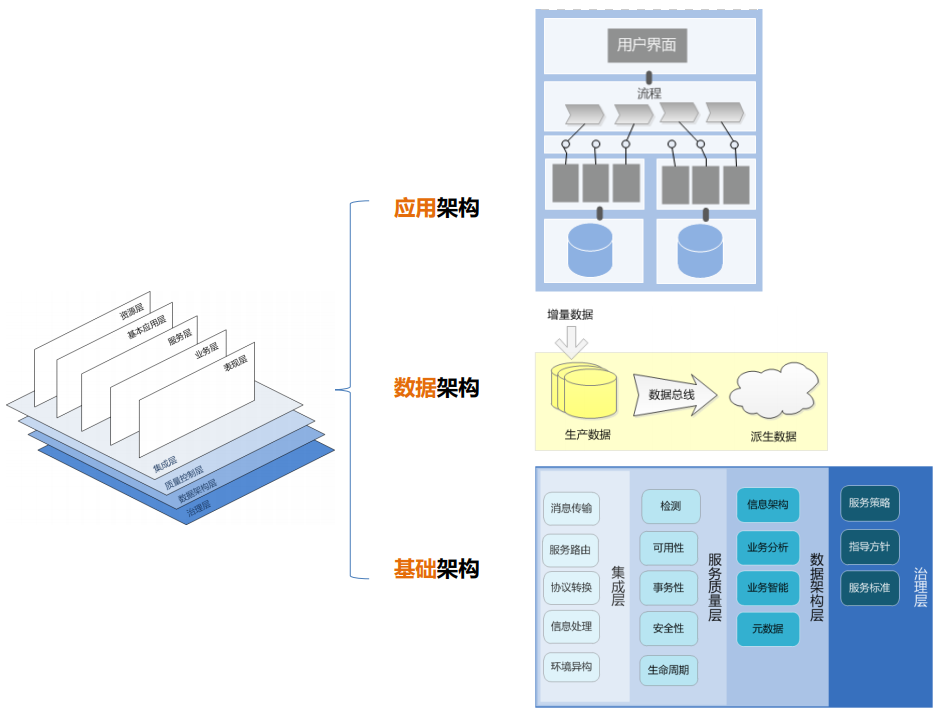 资源层
基本应用层
服务层
业务层
表现层
集成层
质量控制层
数据架构层
治理层
应用架构
数据架构
基础架构
用户界面
流程
增量数据
生产数据
数据总线
派生数据
消息传输
服务路由
协议转换
信息处理
环境异构
集成层
检测
可用性
事务性
安全性
生命周期
服务质量层
信息架构
业务分析
业务智能
元数据
数据架构层
服务策略
指导方针
服务标准
治理层